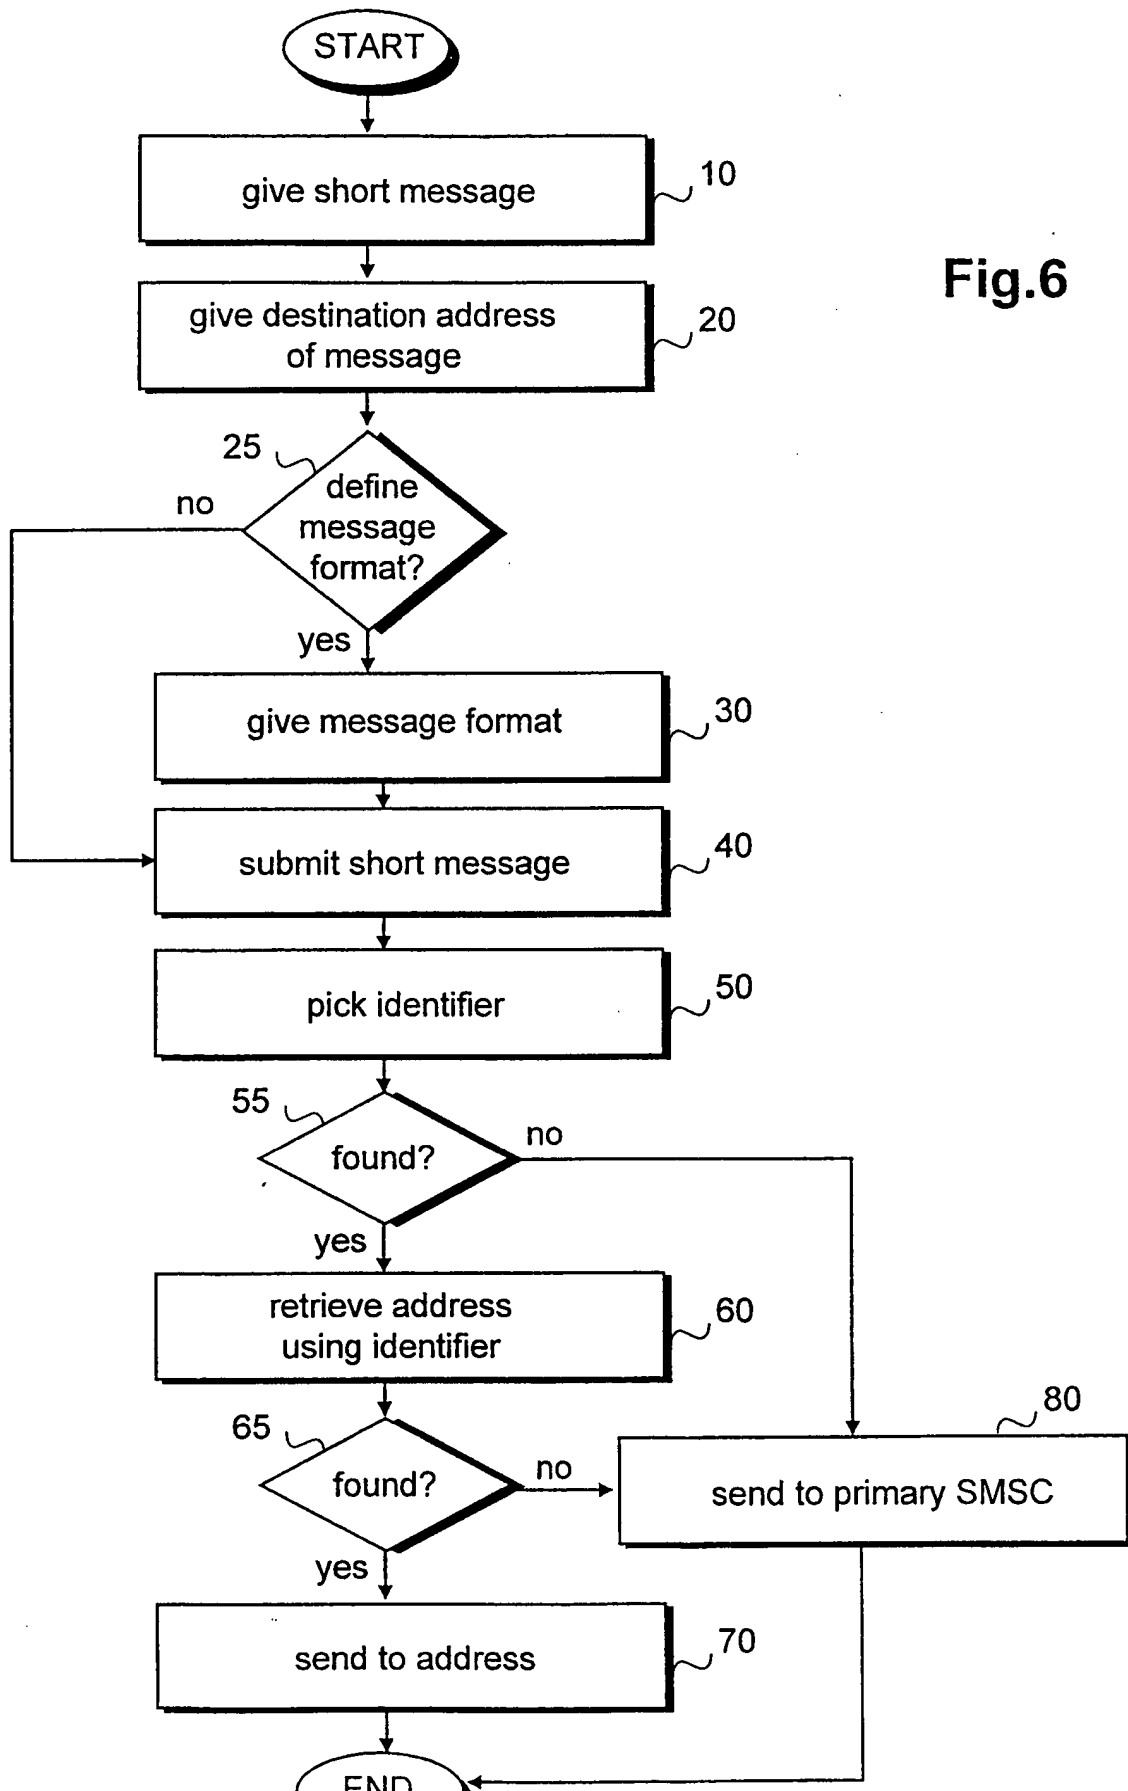 START
give short message
10
Fig.6
give destination address
of message
20
25
define
message
format?
no
yes
give message format
30
submit short message
40
pick identifier
50
55
found?
no
yes
retrieve address
using identifier
60
65
found?
no
80
send to primary SMSC
yes
send to address
70
END